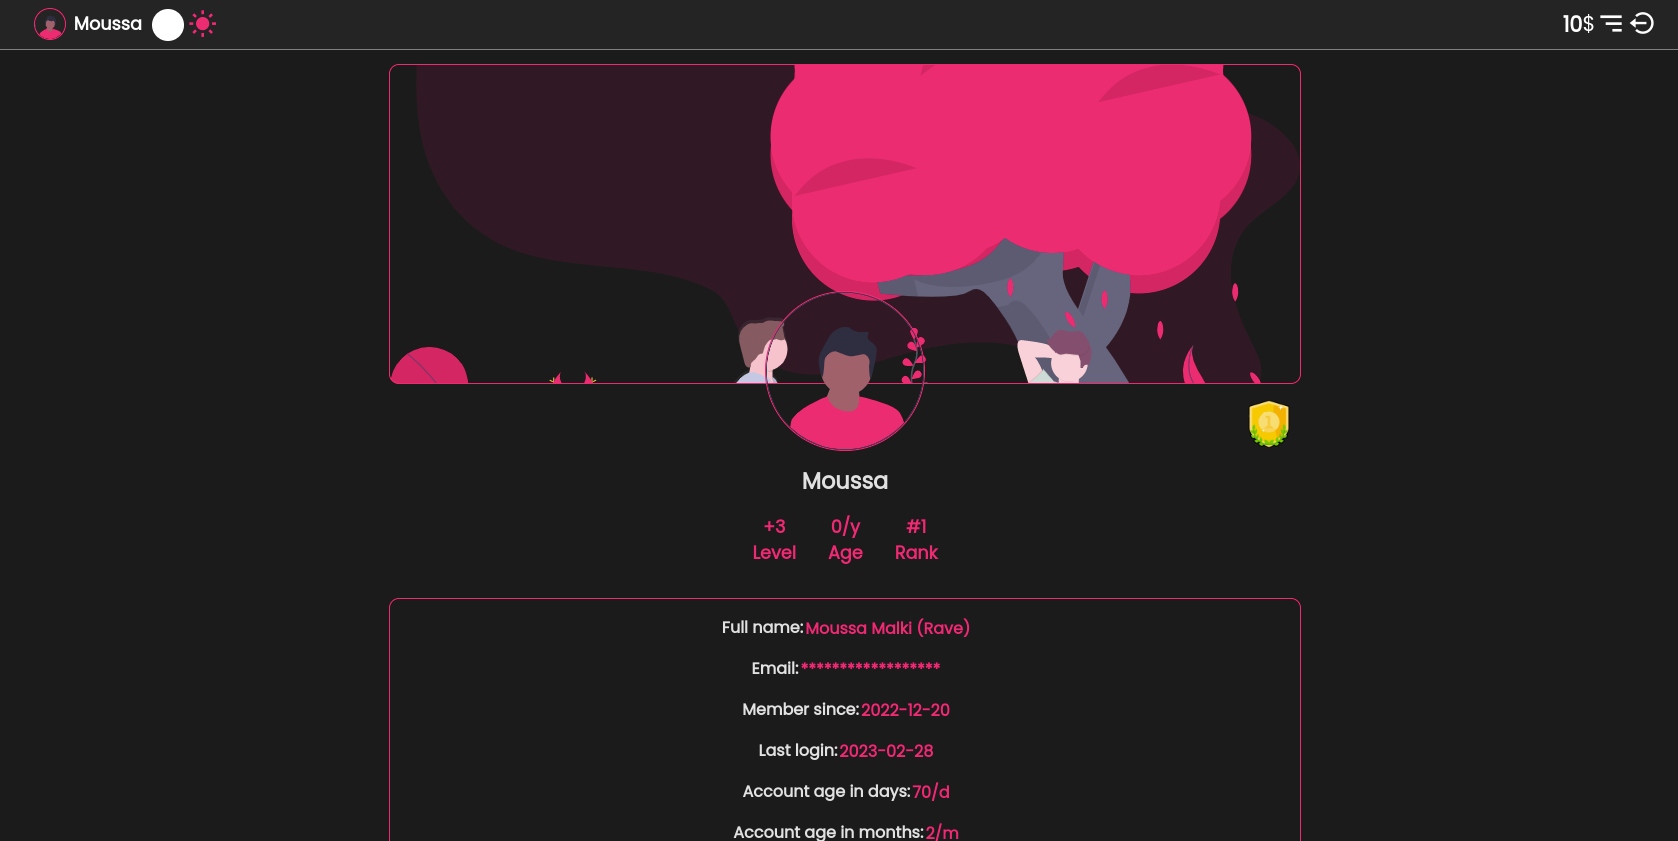 Moussa
10$
Moussa
+3 0/y #1
Level Age Rank
Full name: Moussa Malki (Rave)
Email: ******************
Member since: 2022-12-20
Last login: 2023-02-28
Account age in days: 70/d
Account age in months: 2/m